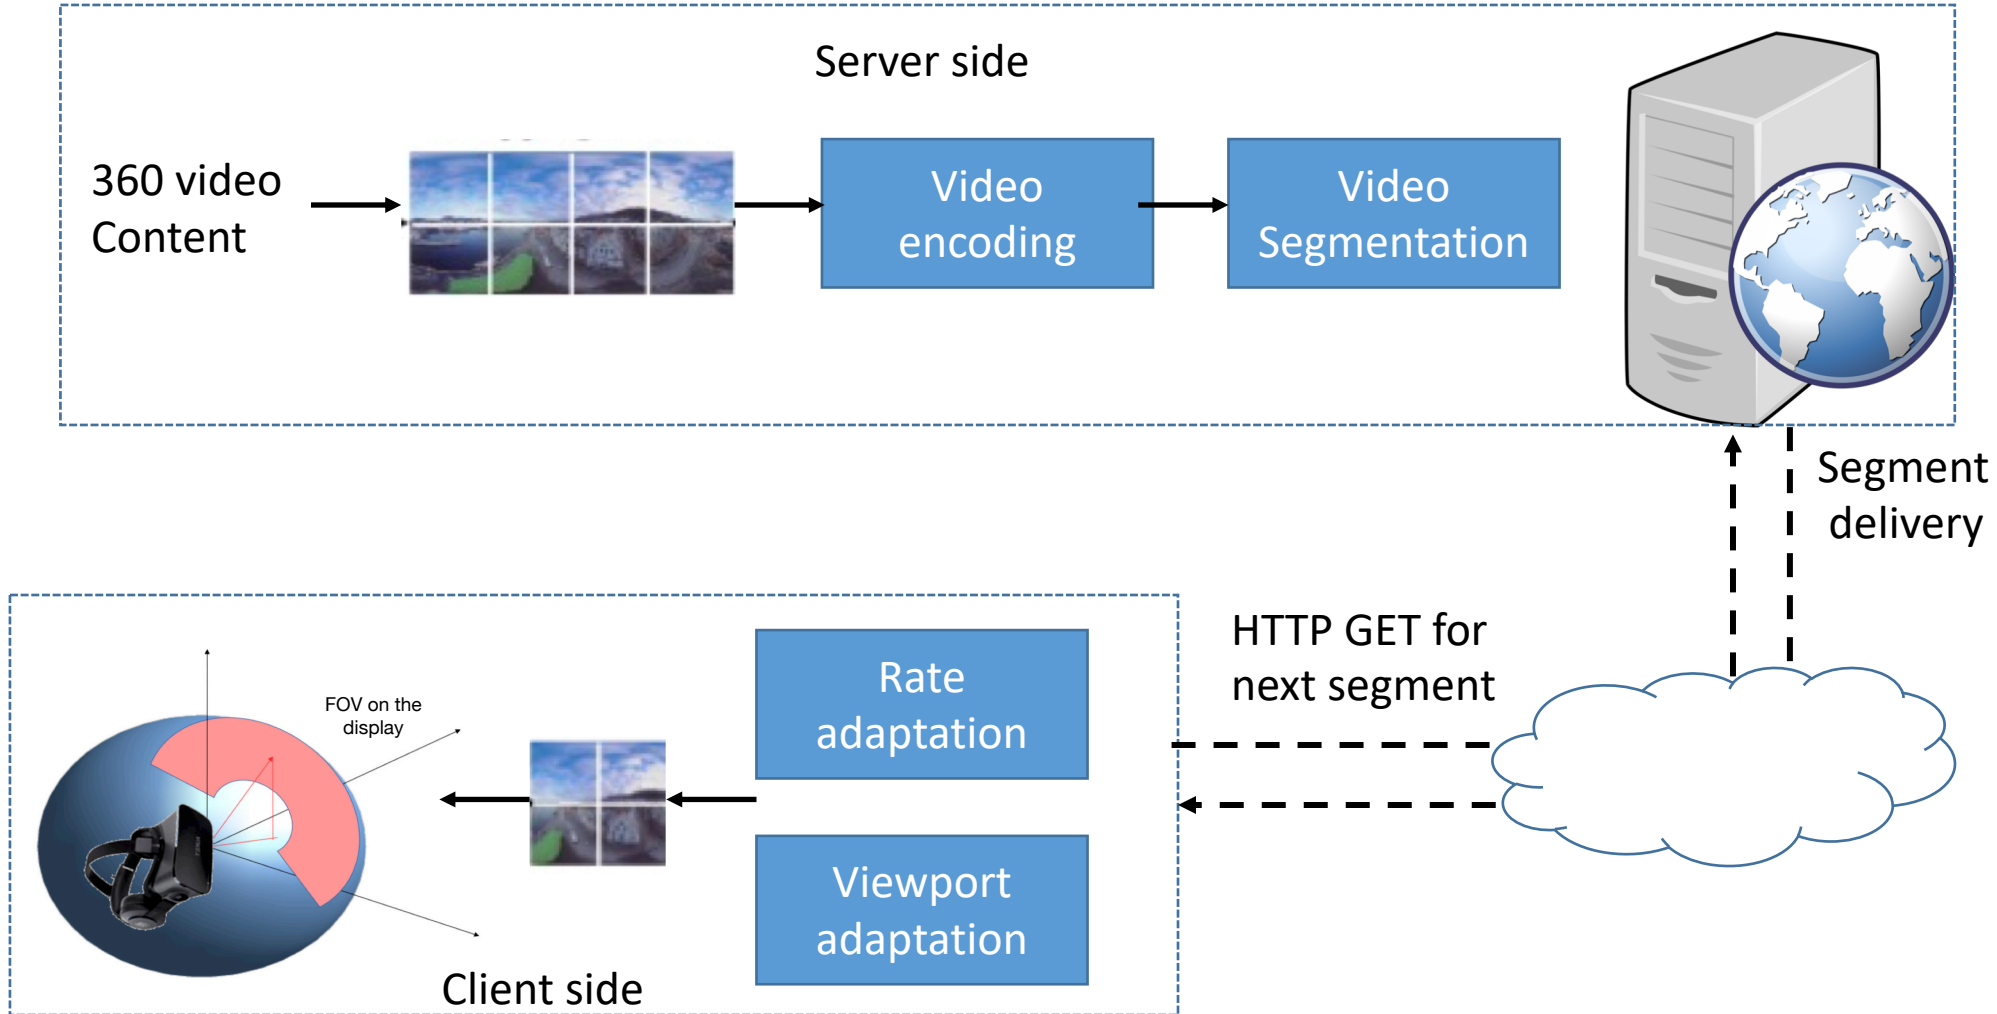 Server side
360 video
Content
Video
encoding
Video
Segmentation
Segment
delivery
HTTP GET for
next segment
Rate
adaptation
FOV on the
display
Viewport
adaptation
Client side